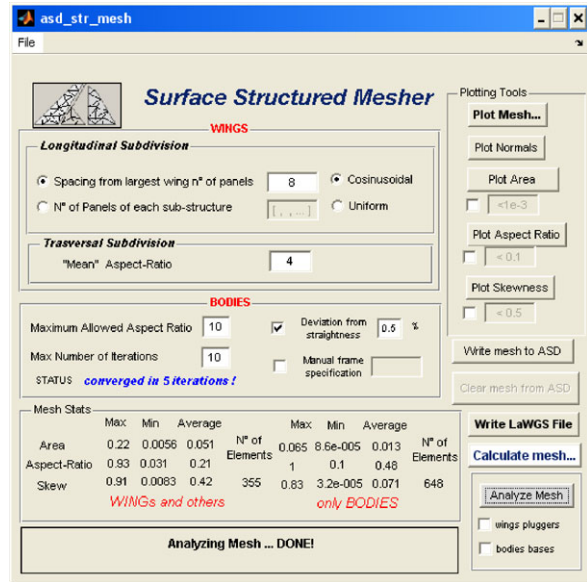 asd_str_mesh
File
Surface Structured Mesher
WINGS
Longitudinal Subdivision
Spacing from largest wing n° of panels 8 Cosinusoidal
N° of Panels of each sub-structure [ , , ...] Uniform
Trasversal Subdivision
"Mean" Aspect-Ratio 4
BODIES
Maximum Allowed Aspect Ratio 10 Deviation from straightness 0.5 %
Max Number of Iterations 10 Manual frame specification
STATUS converged in 5 iterations !
Mesh Stats
Max Min Average Max Min Average
Area 0.22 0.0056 0.051 N° of Elements 0.065 8.6e-005 0.013 N° of Elements
Aspect-Ratio 0.93 0.031 0.21 1 0.1 0.48
Skew 0.91 0.0083 0.42 355 0.83 3.2e-005 0.071 648
WINGs and others only BODIES
Analyzing Mesh ... DONE!
Plotting Tools
Plot Mesh...
Plot Normals
Plot Area
<1e-3
Plot Aspect Ratio
< 0.1
Plot Skewness
< 0.5
Write mesh to ASD
Clear mesh from ASD
Write LaWGS File
Calculate mesh...
Analyze Mesh
wings pluggers
bodies bases